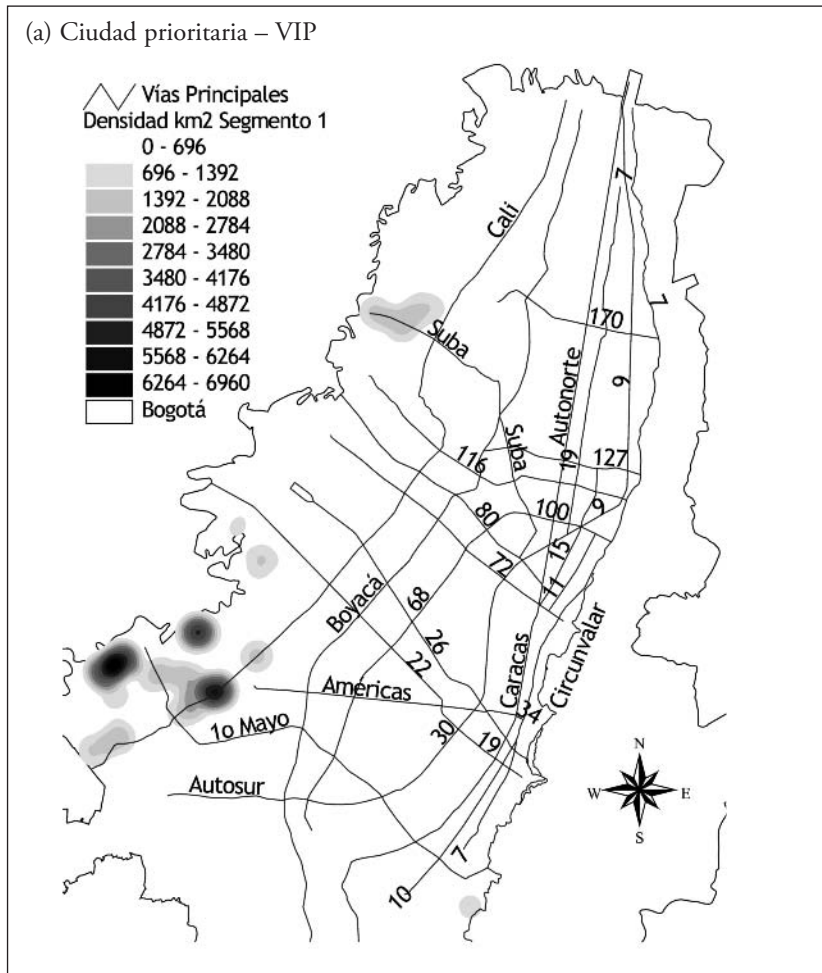 (a) Ciudad prioritaria – VIP
Vías Principales
Densidad km2 Segmento 1
0 - 696
696 - 1392
1392 - 2088
2088 - 2784
2784 - 3480
3480 - 4176
4176 - 4872
4872 - 5568
5568 - 6264
6264 - 6960
Bogotá
7
Cali
7
170
Suba
Autonorte
9
Suba
19
127
116
80
100
9
72
15
11
Boyacá
68
26
22
Caracas
Circunvalar
Américas
34
1o Mayo
30
19
Autosur
N
W
E
S
7
10